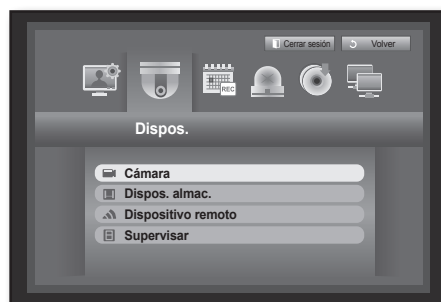 Cerrar sesión Volver
REC
Dispos.
Cámara
Dispos. almac.
Dispositivo remoto
Supervisar